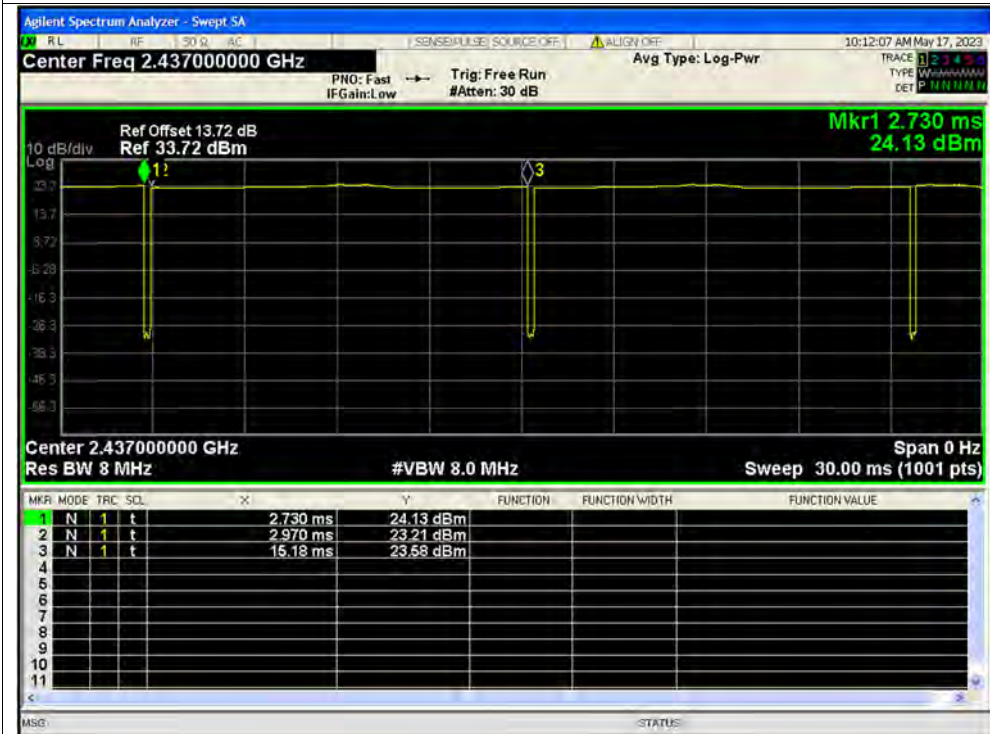 Agilent Spectrum Analyzer - Swept SA
RL RF 50 Ω AC SENSE:PULSE SOURCE OFF ALIGN OFF 10:12:07 AM May 17, 2023
Center Freq 2.437000000 GHz
Avg Type: Log-Pwr
TRACE 1 2 3 4 5 6
PNO: Fast Trig: Free Run
TYPE
IFGain:Low #Atten: 30 dB
DET P N N N N N
Mkr1 2.730 ms
Ref Offset 13.72 dB
24.13 dBm
10 dB/div Ref 33.72 dBm
Log
1 2
3
23.7
13.7
3.72
-6.28
-16.3
-26.3
-36.3
-46.3
-56.3
Center 2.437000000 GHz Span 0 Hz
Res BW 8 MHz #VBW 8.0 MHz Sweep 30.00 ms (1001 pts)
MKR MODE TRC SCL X Y FUNCTION FUNCTION WIDTH FUNCTION VALUE
1 N 1 t 2.730 ms 24.13 dBm
2 N 1 t 2.970 ms 23.21 dBm
3 N 1 t 15.18 ms 23.58 dBm
4
5
6
7
8
9
10
11
MSG STATUS